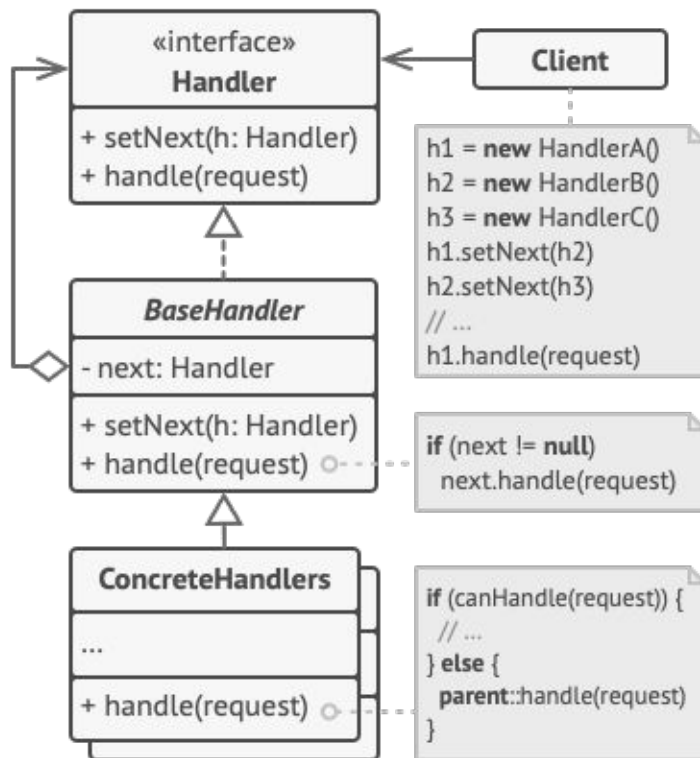 «interface»
Handler
+ setNext(h: Handler)
+ handle(request)
Client
h1 = new HandlerA()
h2 = new HandlerB()
h3 = new HandlerC()
h1.setNext(h2)
h2.setNext(h3)
// ...
h1.handle(request)
BaseHandler
- next: Handler
+ setNext(h: Handler)
+ handle(request)
if (next != null)
next.handle(request)
ConcreteHandlers
...
+ handle(request)
if (canHandle(request)) {
// ...
} else {
parent::handle(request)
}